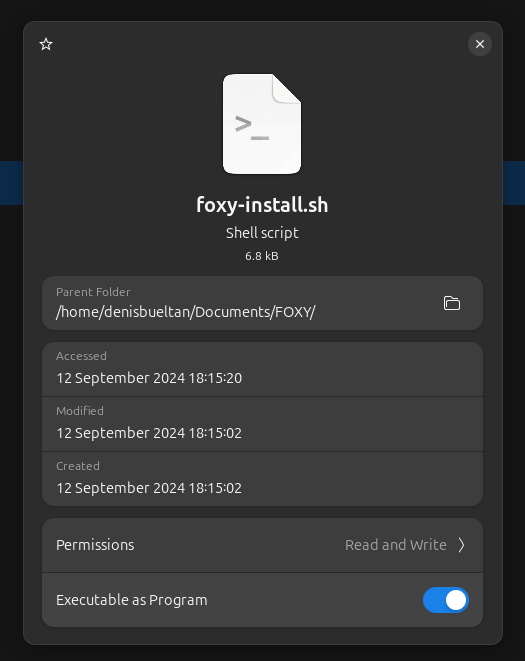 >_
foxy-install.sh
Shell script
6.8 kB
Parent Folder
/home/denisbueltan/Documents/FOXY/
Accessed
12 September 2024 18:15:20
Modified
12 September 2024 18:15:02
Created
12 September 2024 18:15:02
Permissions Read and Write
Executable as Program